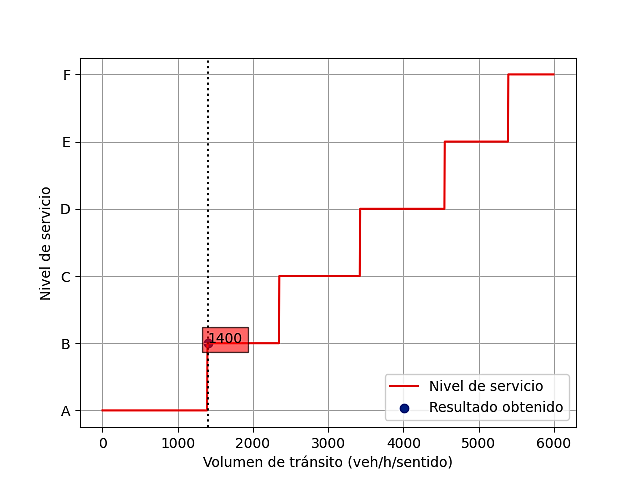 F
E
D
C
B
A
Nivel de servicio
1400
Nivel de servicio
Resultado obtenido
0 1000 2000 3000 4000 5000 6000
Volumen de tránsito (veh/h/sentido)